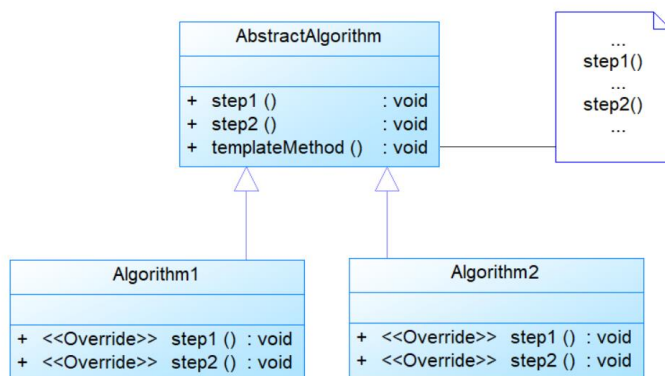 AbstractAlgorithm
+ step1 () : void
+ step2 () : void
+ templateMethod () : void
...
step1()
...
step2()
...
Algorithm1
+ <<Override>> step1 () : void
+ <<Override>> step2 () : void
Algorithm2
+ <<Override>> step1 () : void
+ <<Override>> step2 () : void